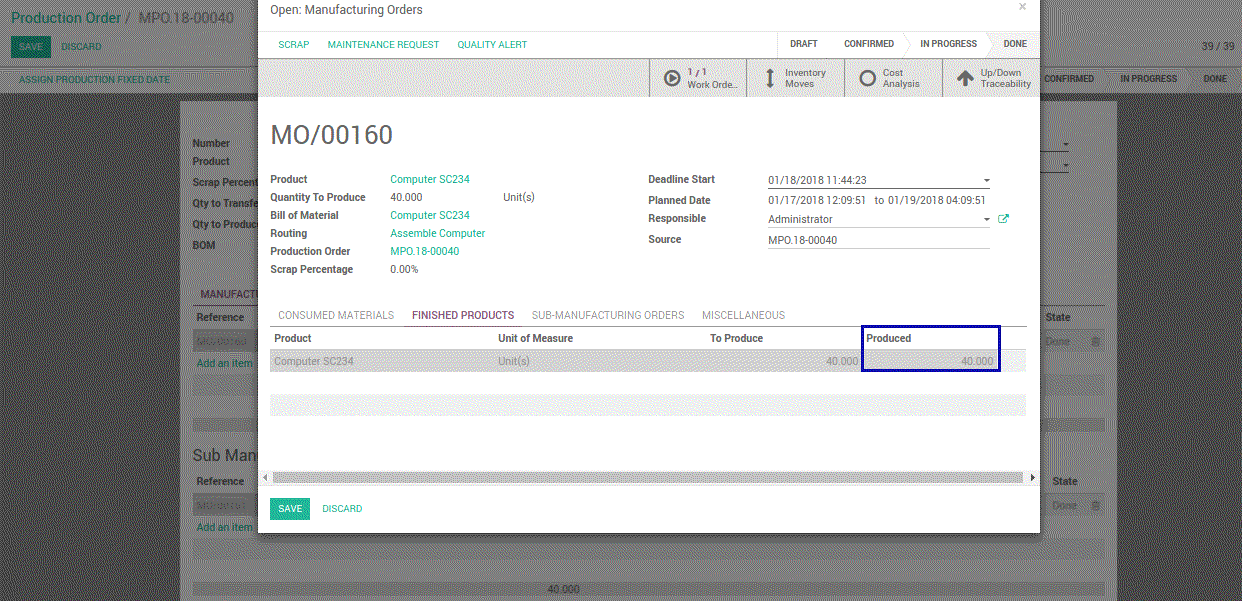 Production Order / MPO.18-00040
SAVE DISCARD
39 / 39
ASSIGN PRODUCTION FIXED DATE
CONFIRMED IN PROGRESS DONE
Open: Manufacturing Orders ×
SCRAP MAINTENANCE REQUEST QUALITY ALERT
DRAFT CONFIRMED IN PROGRESS DONE
1 / 1
Work Orde...
Inventory
Moves
Cost
Analysis
Up/Down
Traceability
MO/00160
Product Computer SC234
Quantity To Produce 40.000 Unit(s)
Bill of Material Computer SC234
Routing Assemble Computer
Production Order MPO.18-00040
Scrap Percentage 0.00%
Deadline Start 01/18/2018 11:44:23
Planned Date 01/17/2018 12:09:51 to 01/19/2018 04:09:51
Responsible Administrator
Source MPO.18-00040
CONSUMED MATERIALS FINISHED PRODUCTS SUB-MANUFACTURING ORDERS MISCELLANEOUS
Product Unit of Measure To Produce Produced
Computer SC234 Unit(s) 40.000 40.000
SAVE DISCARD
Number
Product
Scrap Percent
Qty to Transfe
Qty to Produc
BOM
MANUFACTU
Reference State
MO/00160 Done
Add an item
Sub Man
Reference State
Done
Add an item
40.000